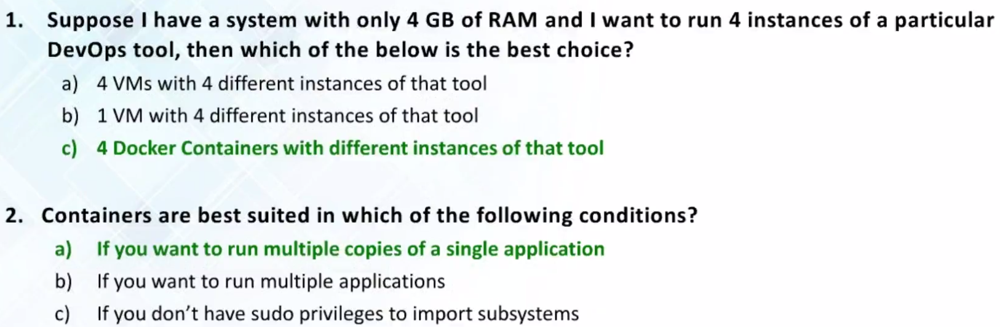 1. Suppose I have a system with only 4 GB of RAM and I want to run 4 instances of a particular
DevOps tool, then which of the below is the best choice?
a) 4 VMs with 4 different instances of that tool
b) 1 VM with 4 different instances of that tool
c) 4 Docker Containers with different instances of that tool
2. Containers are best suited in which of the following conditions?
a) If you want to run multiple copies of a single application
b) If you want to run multiple applications
c) If you don't have sudo privileges to import subsystems